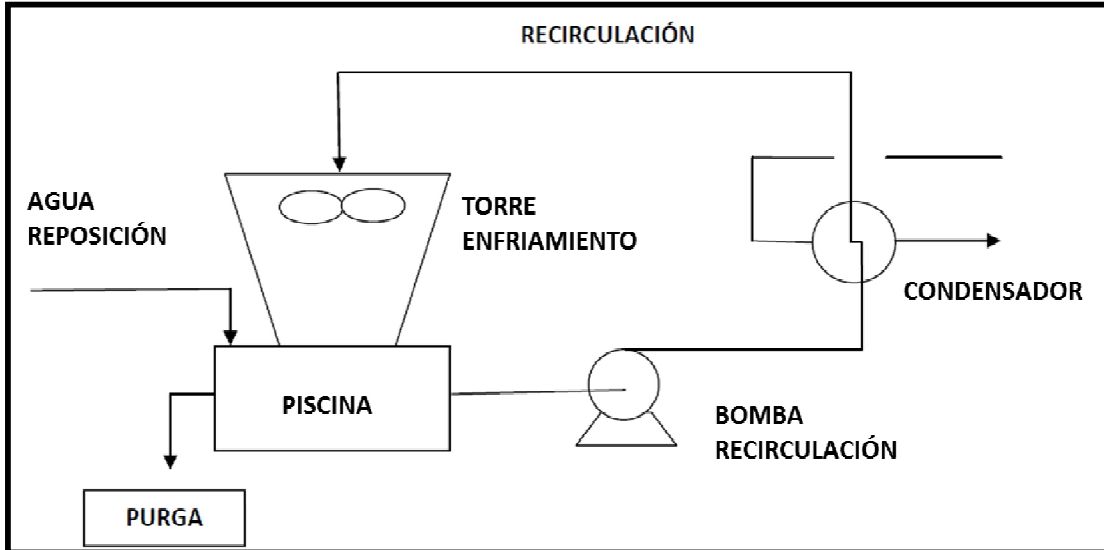 RECIRCULACIÓN
AGUA
REPOSICIÓN
TORRE
ENFRIAMIENTO
CONDENSADOR
PISCINA
BOMBA
RECIRCULACIÓN
PURGA